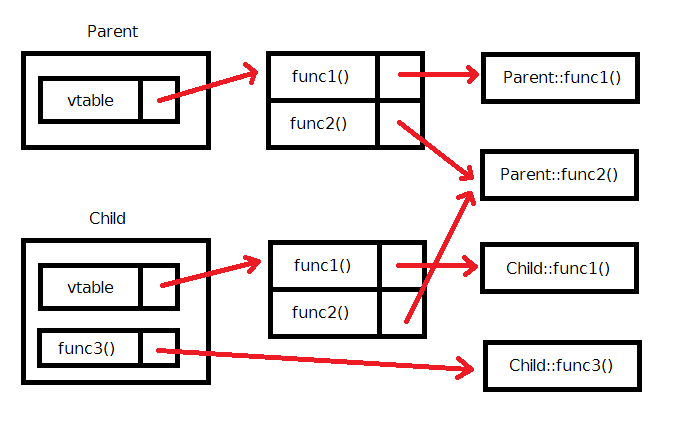 Parent
vtable
func1()
func2()
Parent::func1()
Parent::func2()
Child
vtable
func3()
func1()
func2()
Child::func1()
Child::func3()